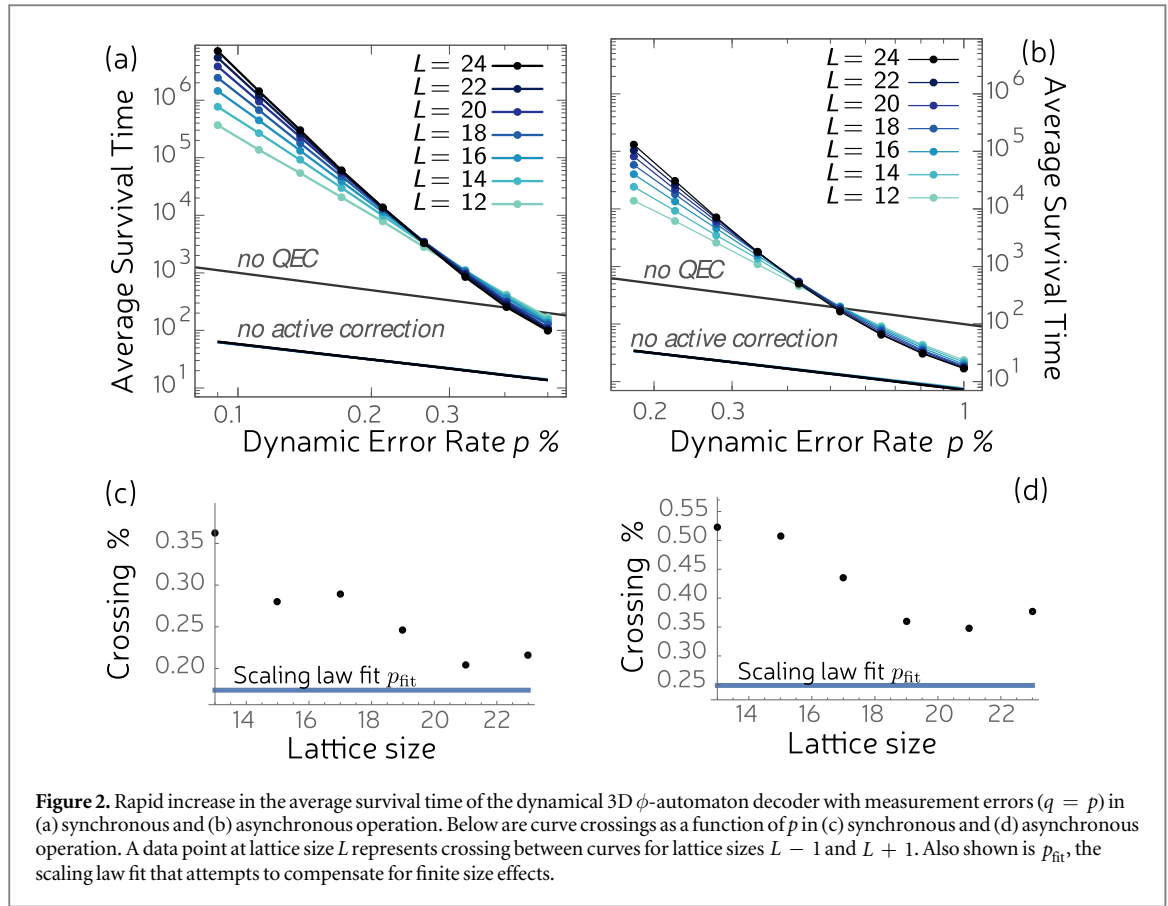 (a)
Average Survival Time
10^6
10^5
10^4
10^3
10^2
10^1
L = 24
L = 22
L = 20
L = 18
L = 16
L = 14
L = 12
no QEC
no active correction
0.1 0.2 0.3
Dynamic Error Rate p %
(b)
L = 24
L = 22
L = 20
L = 18
L = 16
L = 14
L = 12
10^6
10^5
10^4
10^3
10^2
10^1
Average Survival Time
no QEC
no active correction
0.2 0.3 1
Dynamic Error Rate p %
(c)
Crossing %
0.35
0.30
0.25
0.20
Scaling law fit p_fit
14 16 18 20 22
Lattice size
(d)
Crossing %
0.55
0.50
0.45
0.40
0.35
0.30
0.25
Scaling law fit p_fit
14 16 18 20 22
Lattice size
Figure 2. Rapid increase in the average survival time of the dynamical 3D ϕ-automaton decoder with measurement errors (q = p) in
(a) synchronous and (b) asynchronous operation. Below are curve crossings as a function of p in (c) synchronous and (d) asynchronous
operation. A data point at lattice size L represents crossing between curves for lattice sizes L − 1 and L + 1. Also shown is p_fit, the
scaling law fit that attempts to compensate for finite size effects.